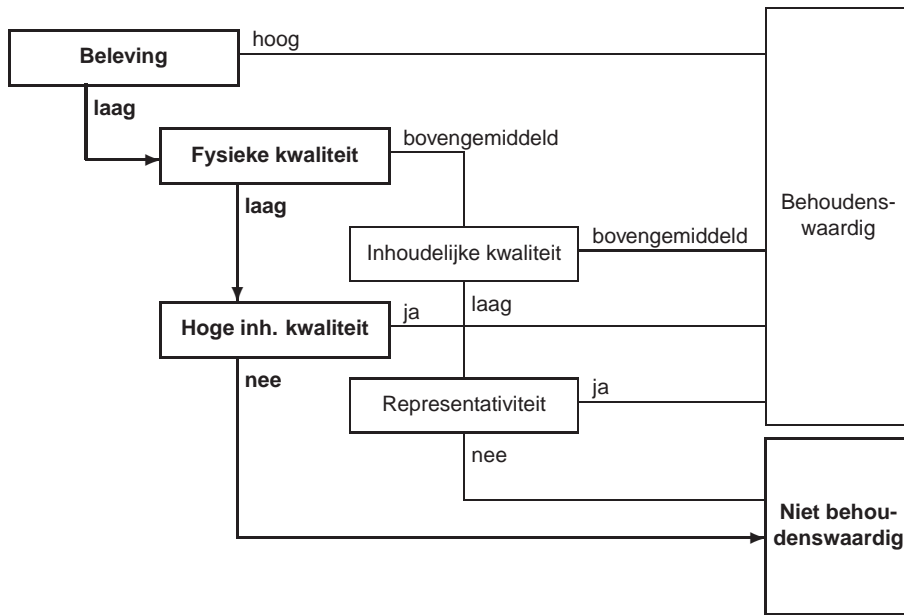 hoog
Beleving
laag
bovengemiddeld
Fysieke kwaliteit
laag
Behoudens-
waardig
bovengemiddeld
Inhoudelijke kwaliteit
laag
ja
Hoge inh. kwaliteit
nee
ja
Representativiteit
nee
Niet behou-
denswaardig